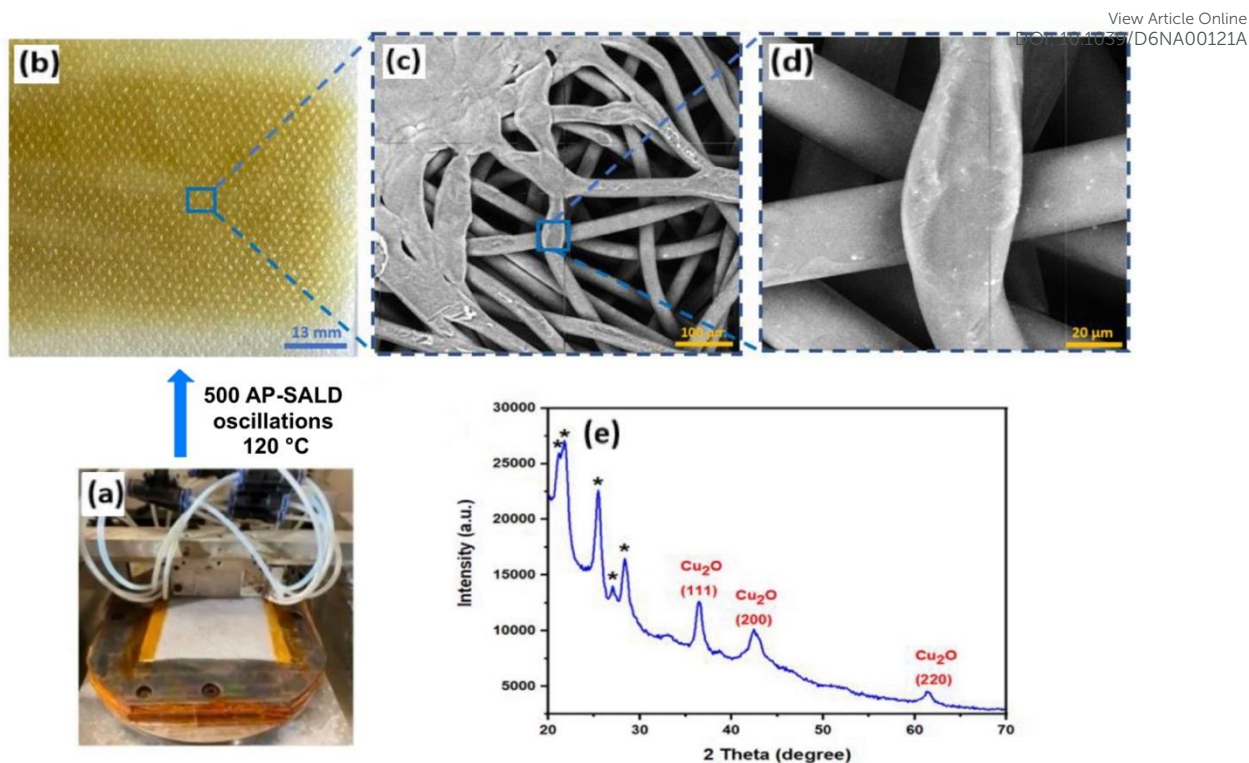 View Article Online
DOI: 10.1039/D6NA00121A
(b)
(c)
(d)
13 mm
100 µm
20 µm
500 AP-SALD
oscillations
120 °C
(a)
(e)
30000
25000
20000
15000
10000
5000
Intensity (a.u.)
* *
*
*
*
Cu₂O
(111)
Cu₂O
(200)
Cu₂O
(220)
20 30 40 50 60 70
2 Theta (degree)